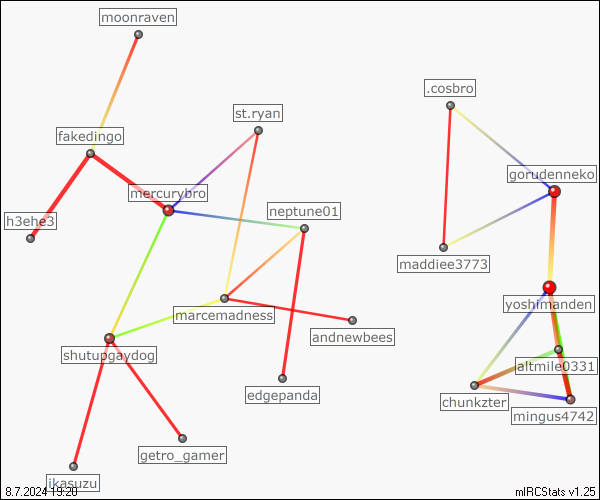 moonraven
.cosbro
st.ryan
fakedingo
gorudenneko
mercurybro
neptune01
h3ehe3
maddiee3773
yoshimanden
marcemadness
andnewbees
shutupgaydog
altmile0331
edgepanda
chunkzter
mingus4742
getro_gamer
ikasuzu
8.7.2024 19:20
mIRCStats v1.25